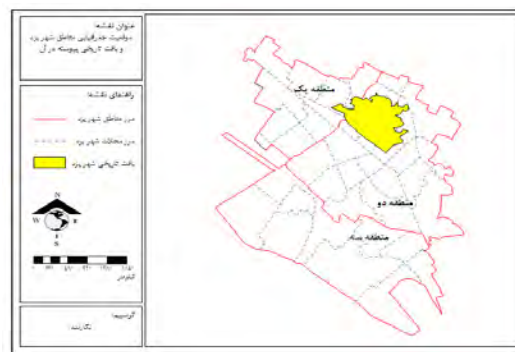 عنوان نقشه:
موقعیت جغرافیایی مناطق شهر یزد
و بافت تاریخی پیوسته در آن
راهنمای نقشه:
مرز مناطق شهر یزد
مرز محلات شهر یزد
بافت تاریخی شهر یزد
N
W
E
S
کیلومتر
ترسیم:
نگارنده
منطقه یک
منطقه دو
منطقه سه